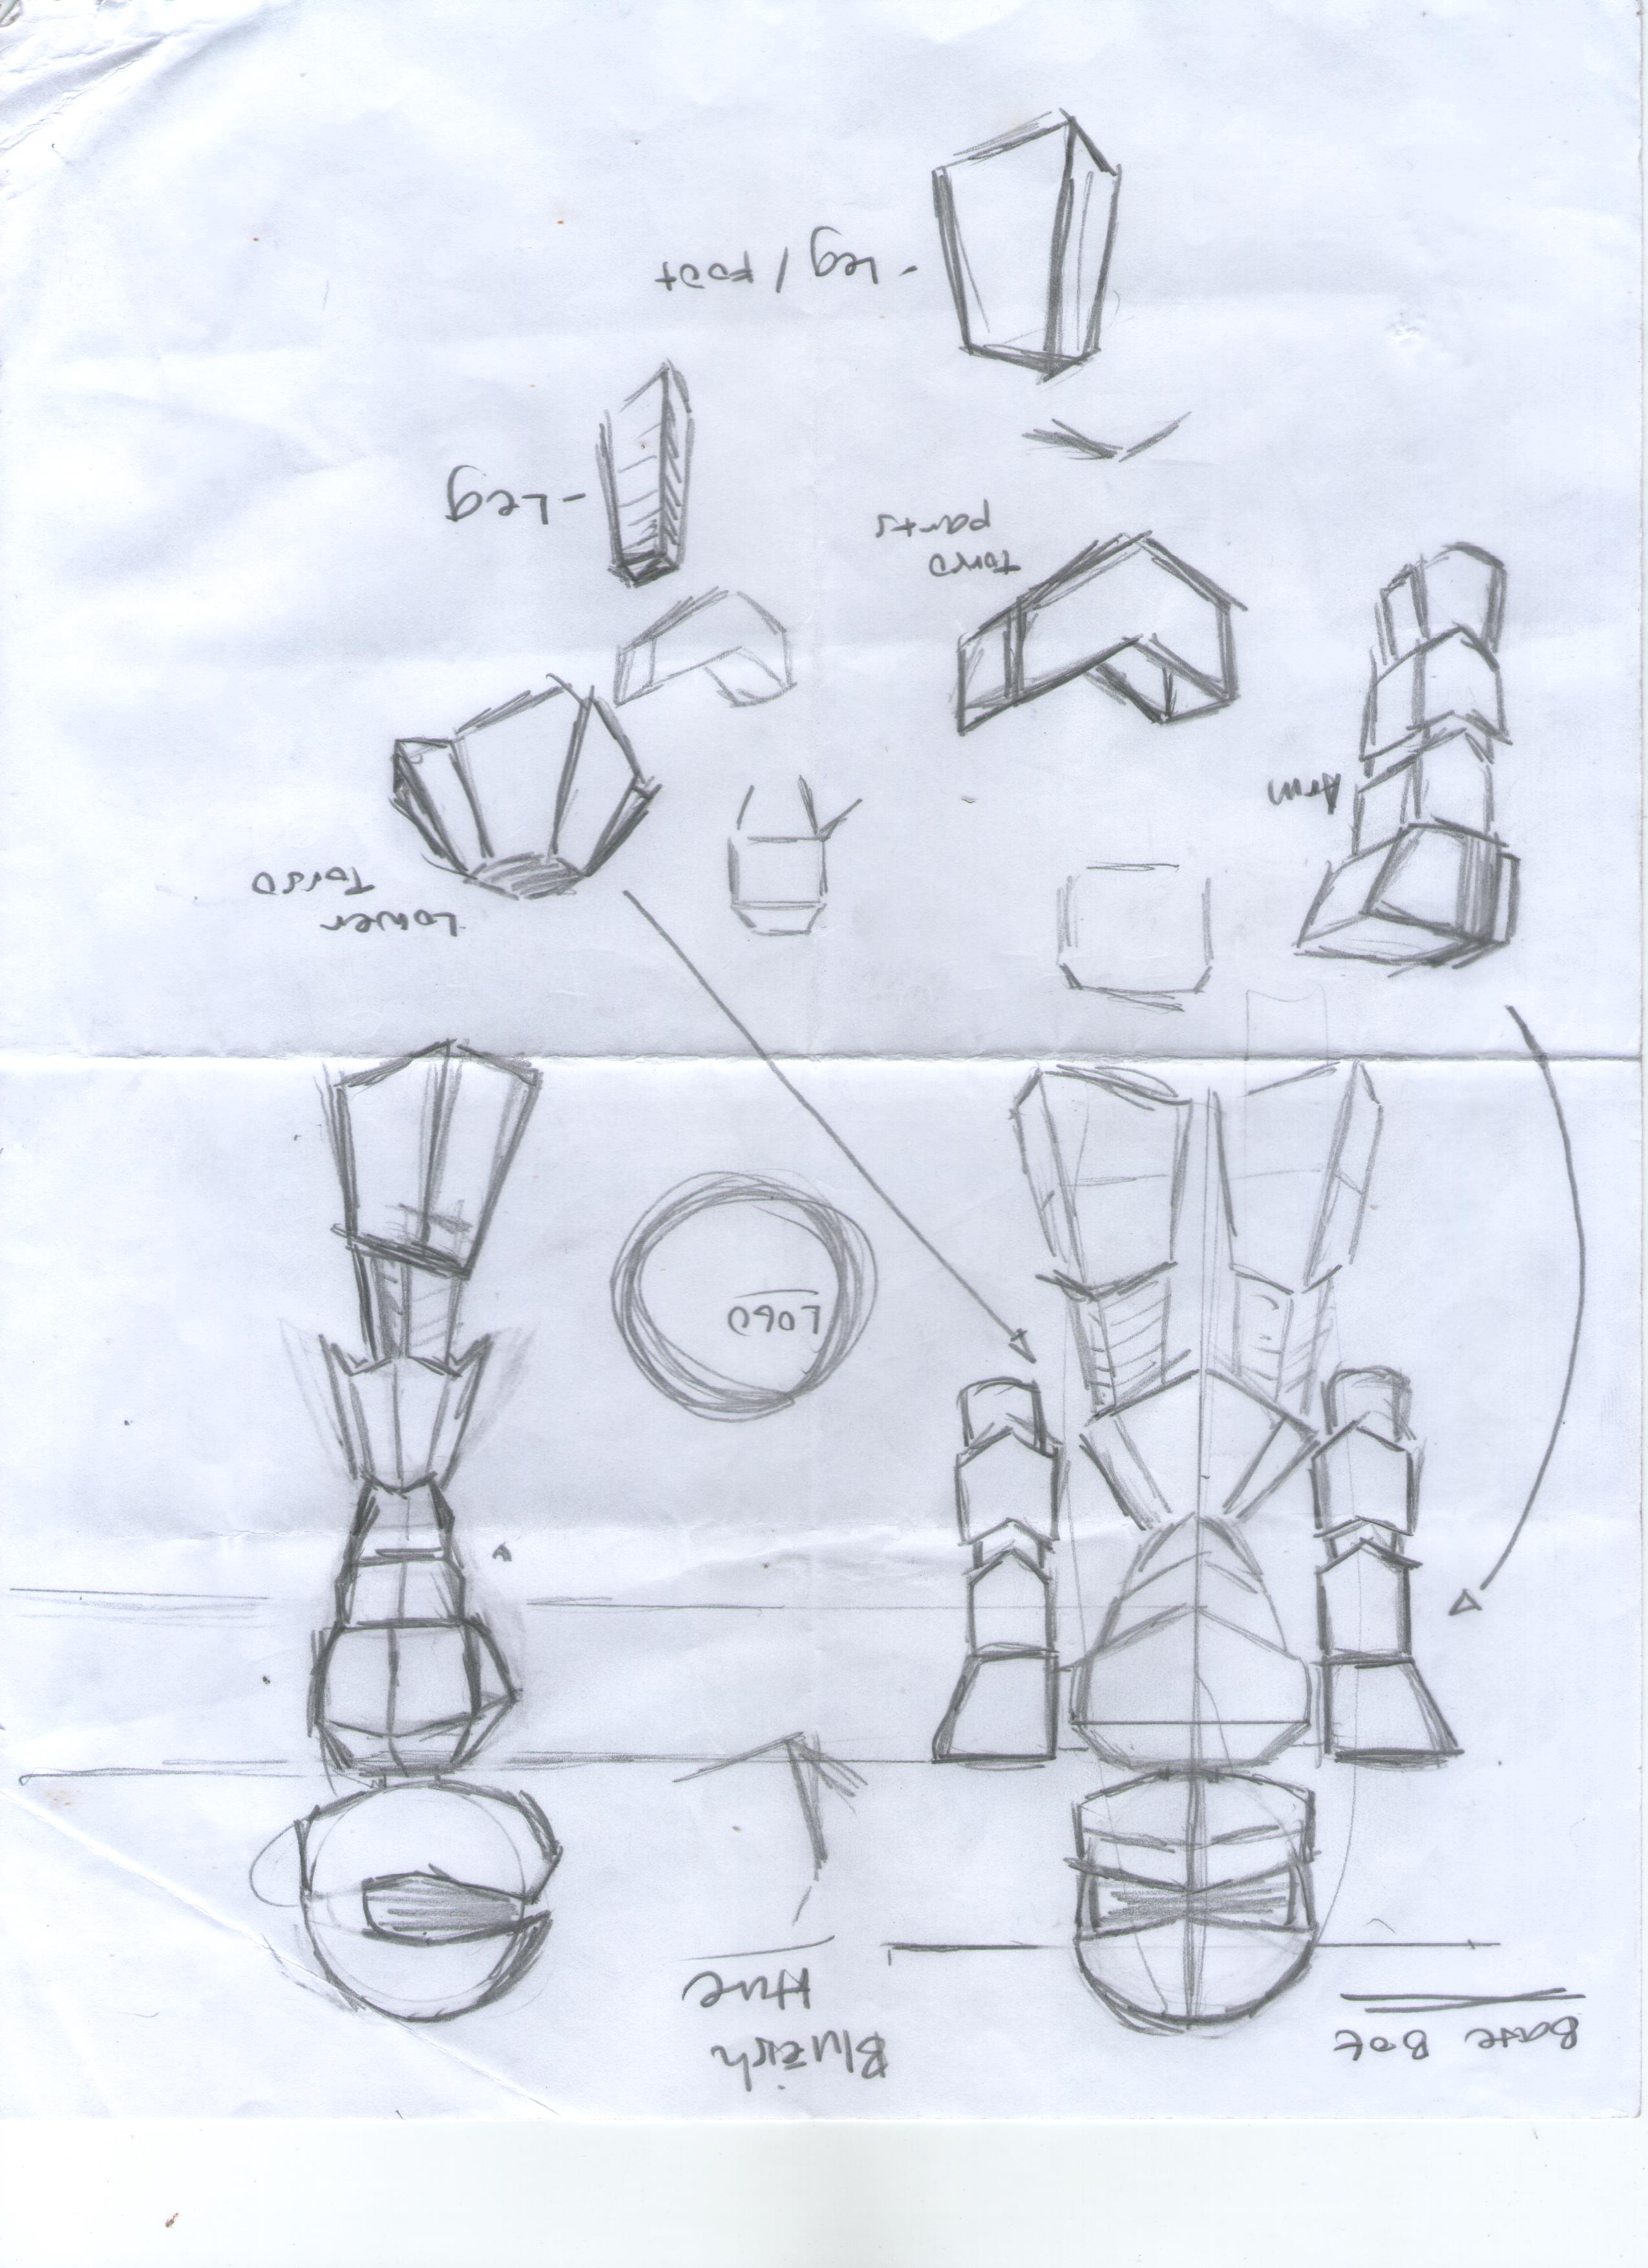 Base Bot
Blueish
Hue
LOGO
Lower
Torso
Arm
Torso
parts
- Leg
- Leg / Foot